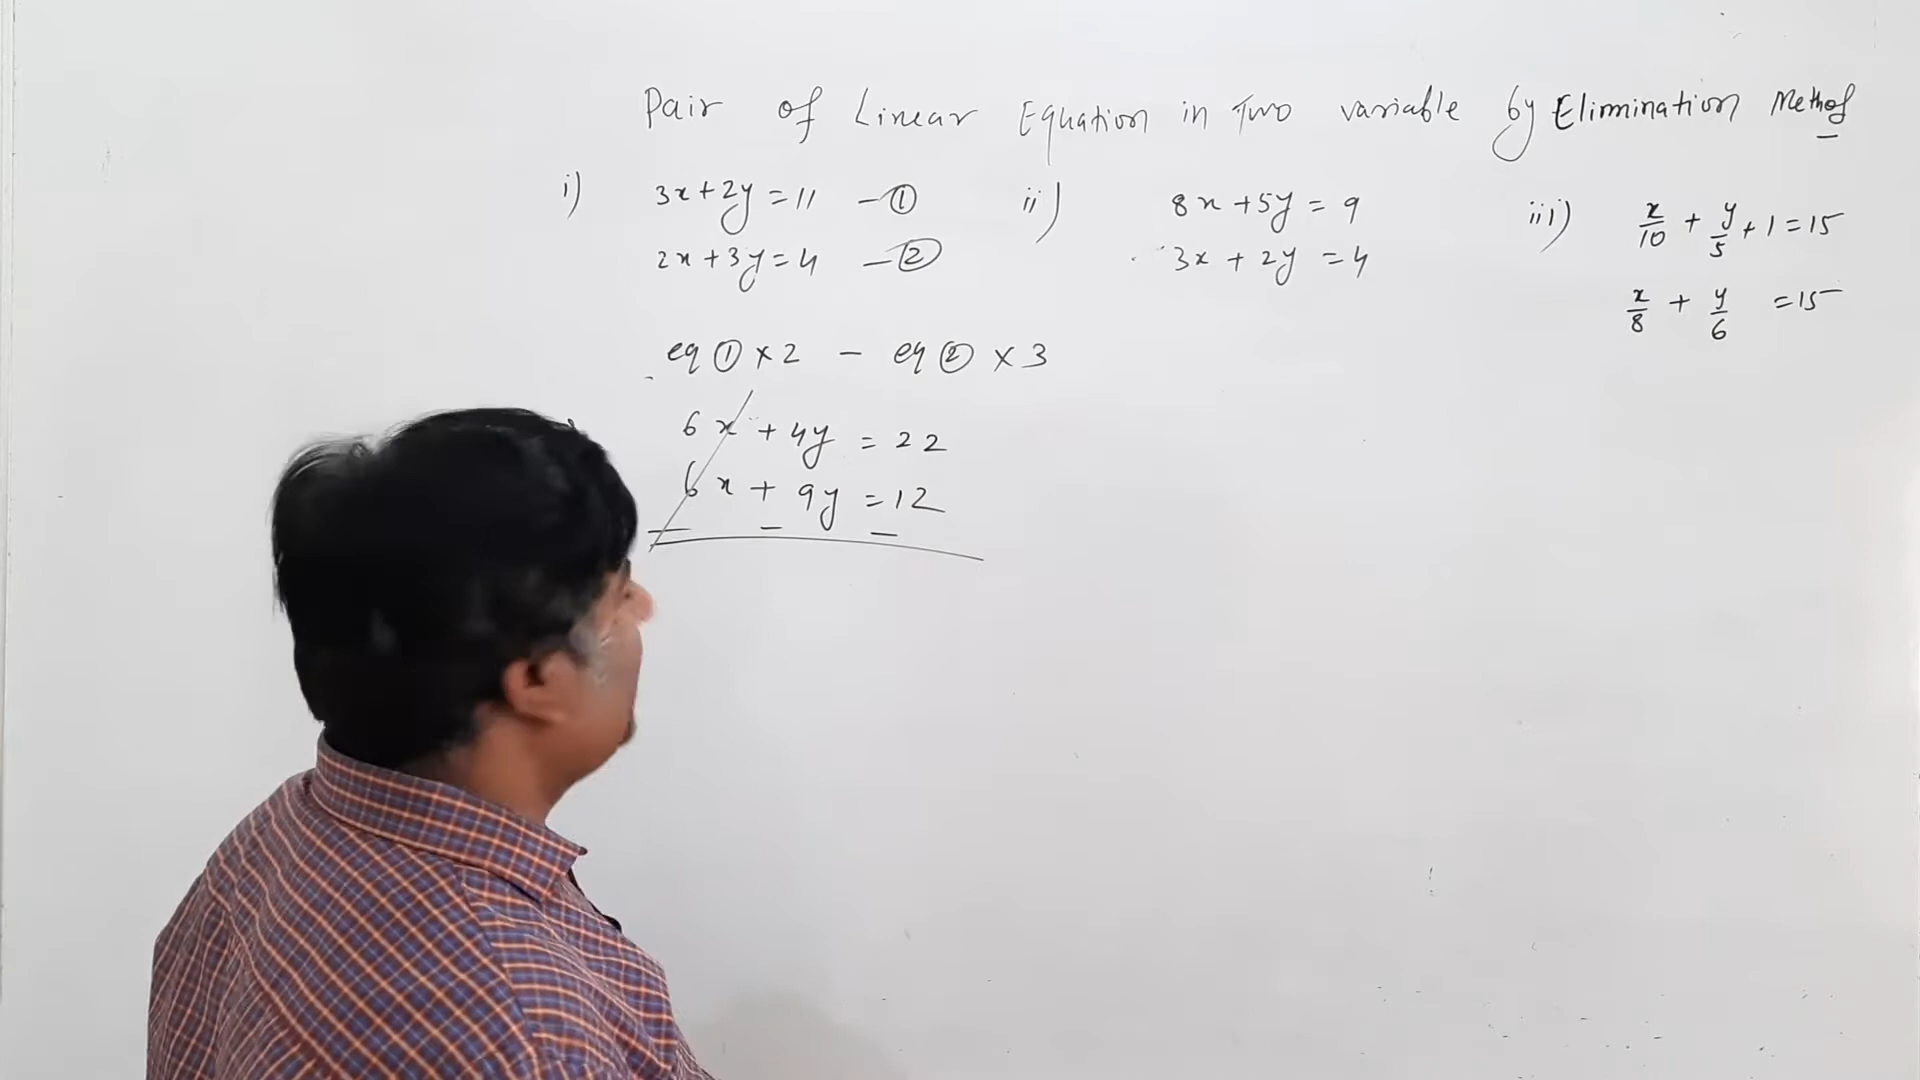 Pair of Linear Equation in Two variable by Elimination Method
i) 3x+2y=11 -①
2x+3y=4 -②
eq ① x 2 - eq ② x 3
6x + 4y = 22
6x + 9y = 12
- - -
ii) 8x+5y=9
3x+2y=4
iii) x/10 + y/5 + 1 = 15
x/8 + y/6 = 15